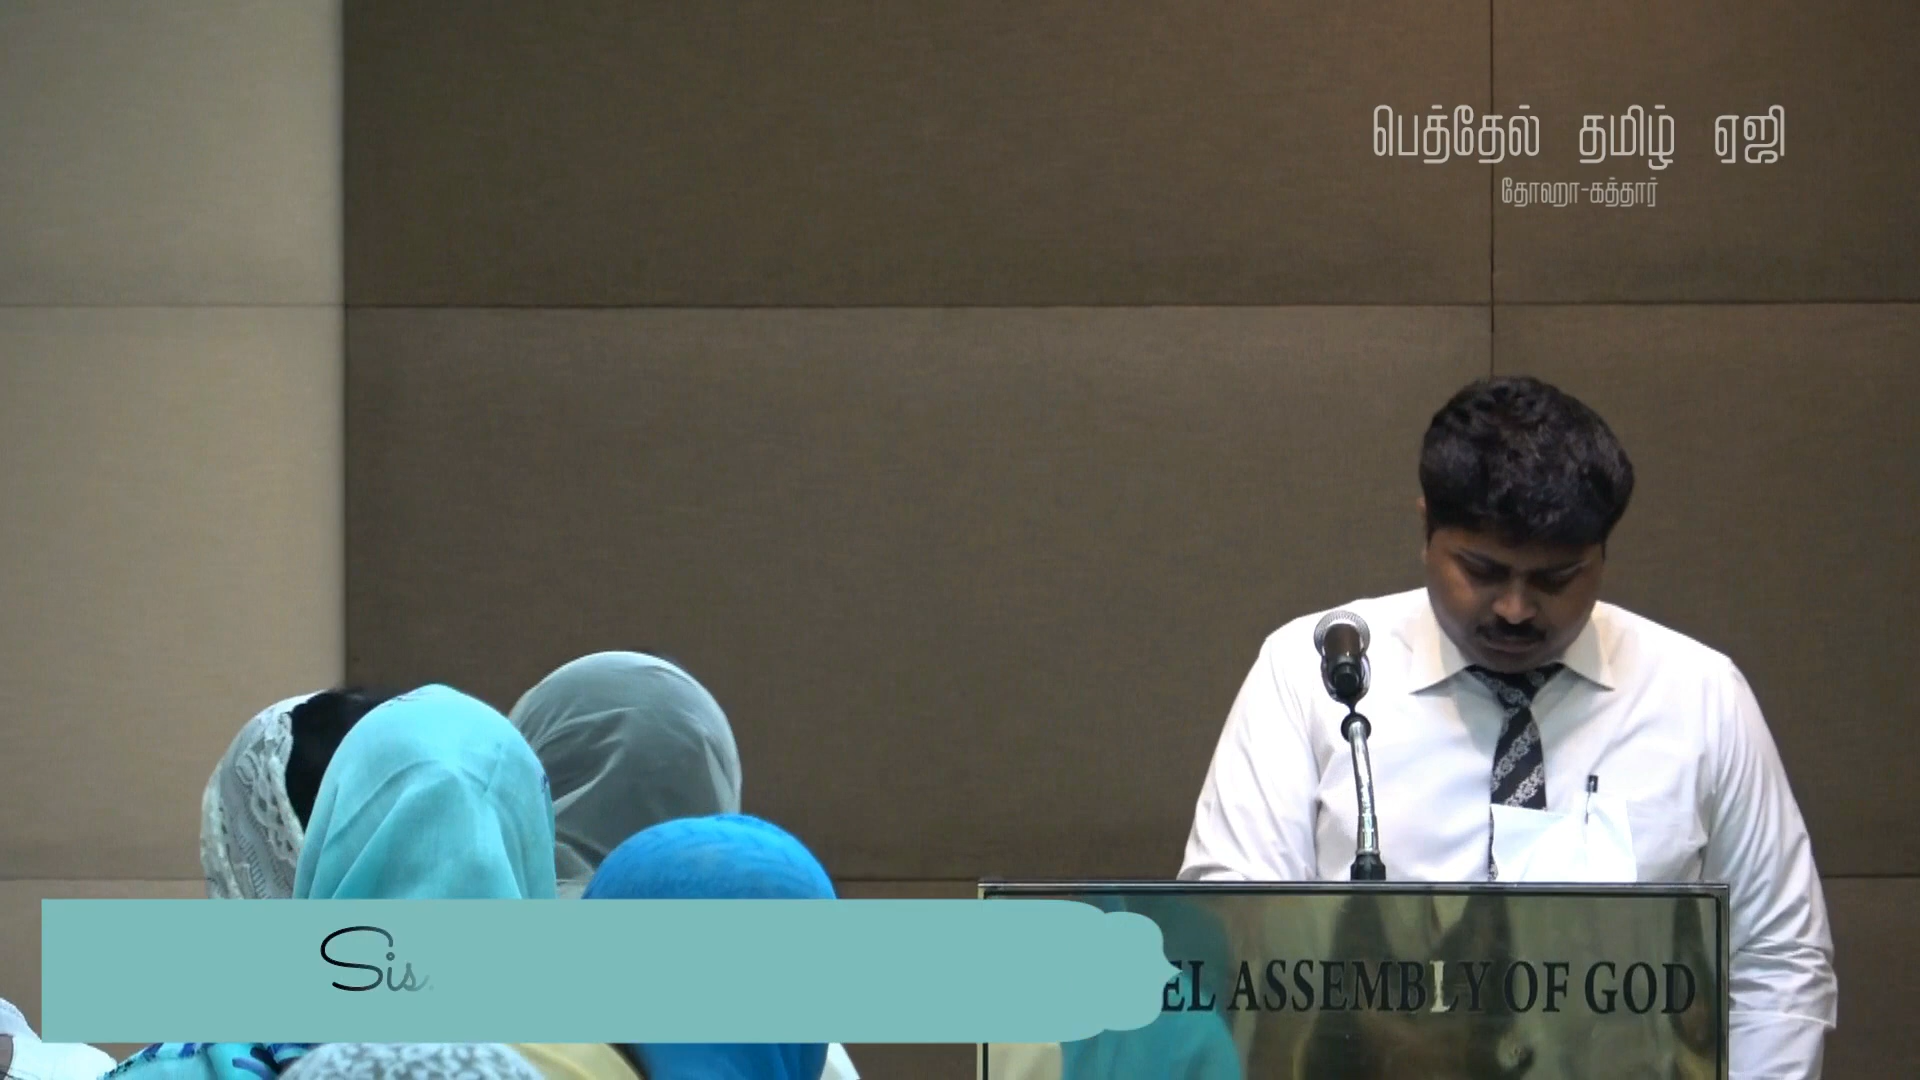 பெத்தேல் தமிழ் ஏஜி
தோஹா-கத்தார்
Sis.
EL ASSEMBLY OF GOD